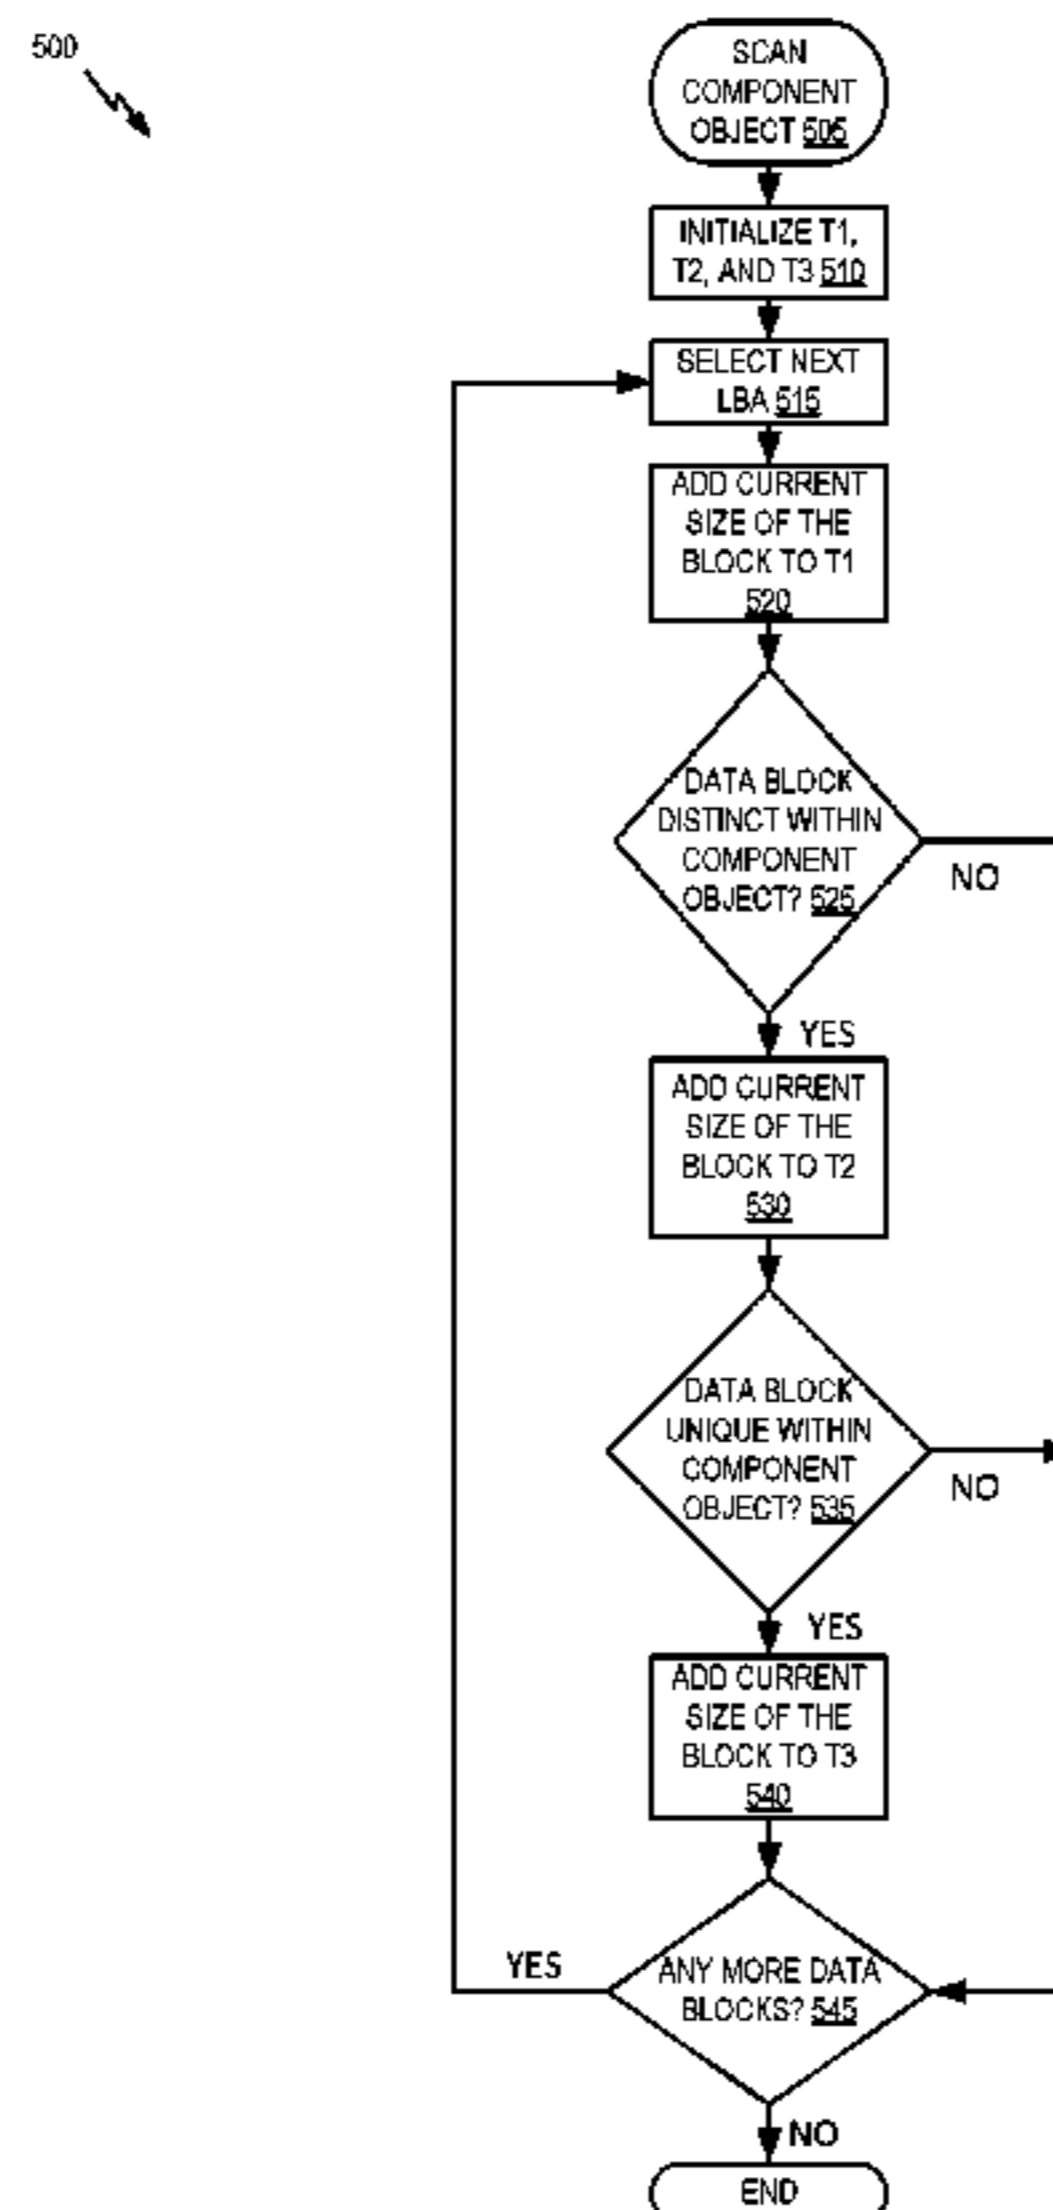 500
SCAN
COMPONENT
OBJECT 505
INITIALIZE T1,
T2, AND T3 510
SELECT NEXT
LBA 515
ADD CURRENT
SIZE OF THE
BLOCK TO T1
520
DATA BLOCK
DISTINCT WITHIN
COMPONENT
OBJECT? 525
NO
YES
ADD CURRENT
SIZE OF THE
BLOCK TO T2
530
DATA BLOCK
UNIQUE WITHIN
COMPONENT
OBJECT? 535
NO
YES
ADD CURRENT
SIZE OF THE
BLOCK TO T3
540
YES
ANY MORE DATA
BLOCKS? 545
NO
END